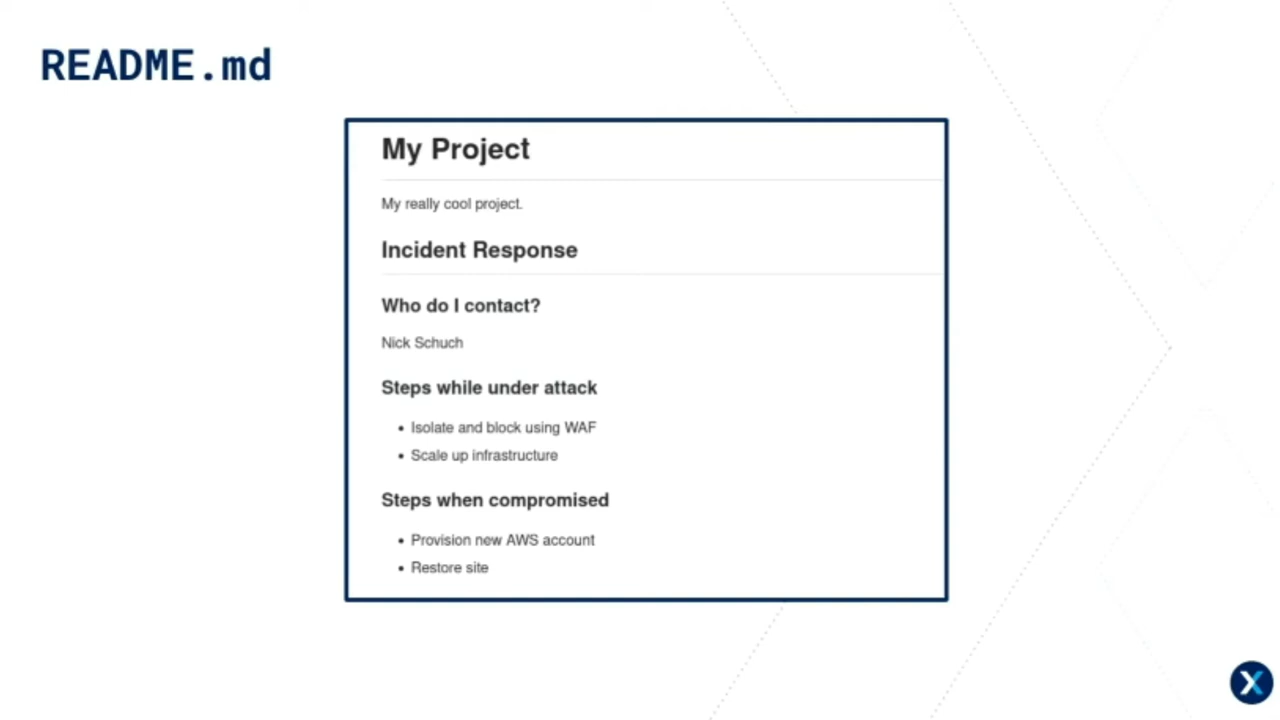 README.md
My Project
My really cool project.
Incident Response
Who do I contact?
Nick Schuch
Steps while under attack
• Isolate and block using WAF
• Scale up infrastructure
Steps when compromised
• Provision new AWS account
• Restore site
X